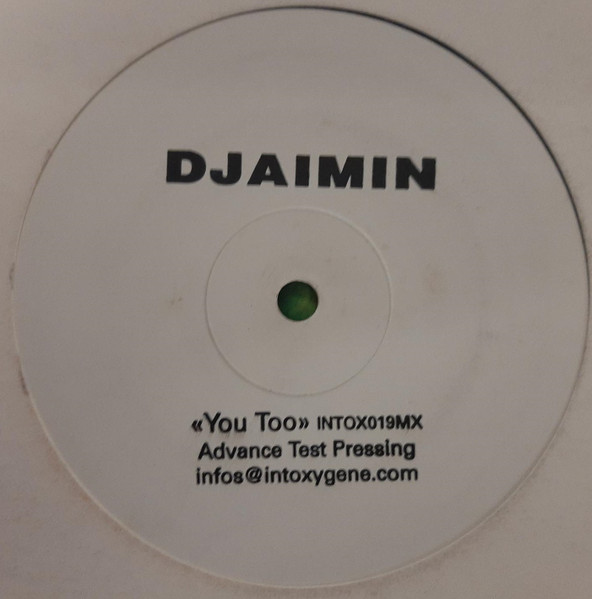 DJAIMIN
«You Too» INTOX019MX
Advance Test Pressing
infos@intoxygene.com